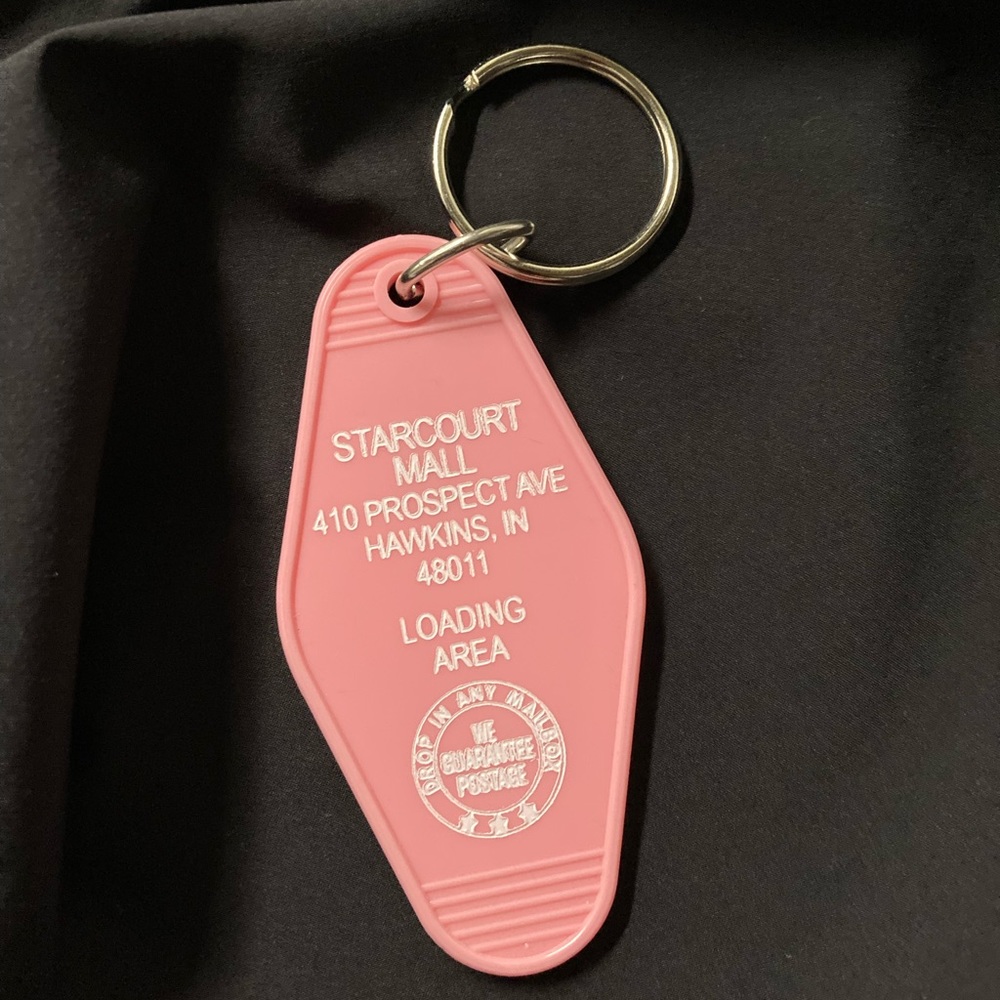 STARCOURT
MALL
410 PROSPECT AVE
HAWKINS, IN
48011
LOADING
AREA
DROP IN ANY MAILBOX
WE
GUARANTEE
POSTAGE